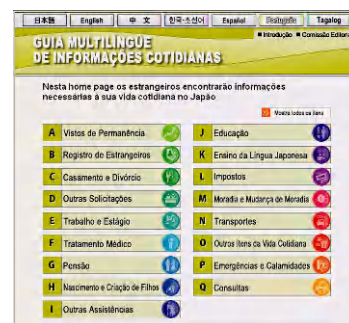 日本語 English 中文 한국·조선어 Español Português Tagalog
■ Introdução ■ Comissão Editora
GUIA MULTILÍNGÜE
DE INFORMAÇÕES COTIDIANAS
Nesta home page os estrangeiros encontrarão informações
necessárias à sua vida cotidiana no Japão
Mostra todos os itens
A Vistos de Permanência
B Registro de Estrangeiros
C Casamento e Divórcio
D Outras Solicitações
E Trabalho e Estágio
F Tratamento Médico
G Pensão
H Nascimento e Criação de Filhos
I Outras Assistências
J Educação
K Ensino da Língua Japonesa
L Impostos
M Moradia e Mudança de Moradia
N Transportes
O Outros Itens da Vida Cotidiana
P Emergências e Calamidades
Q Consultas